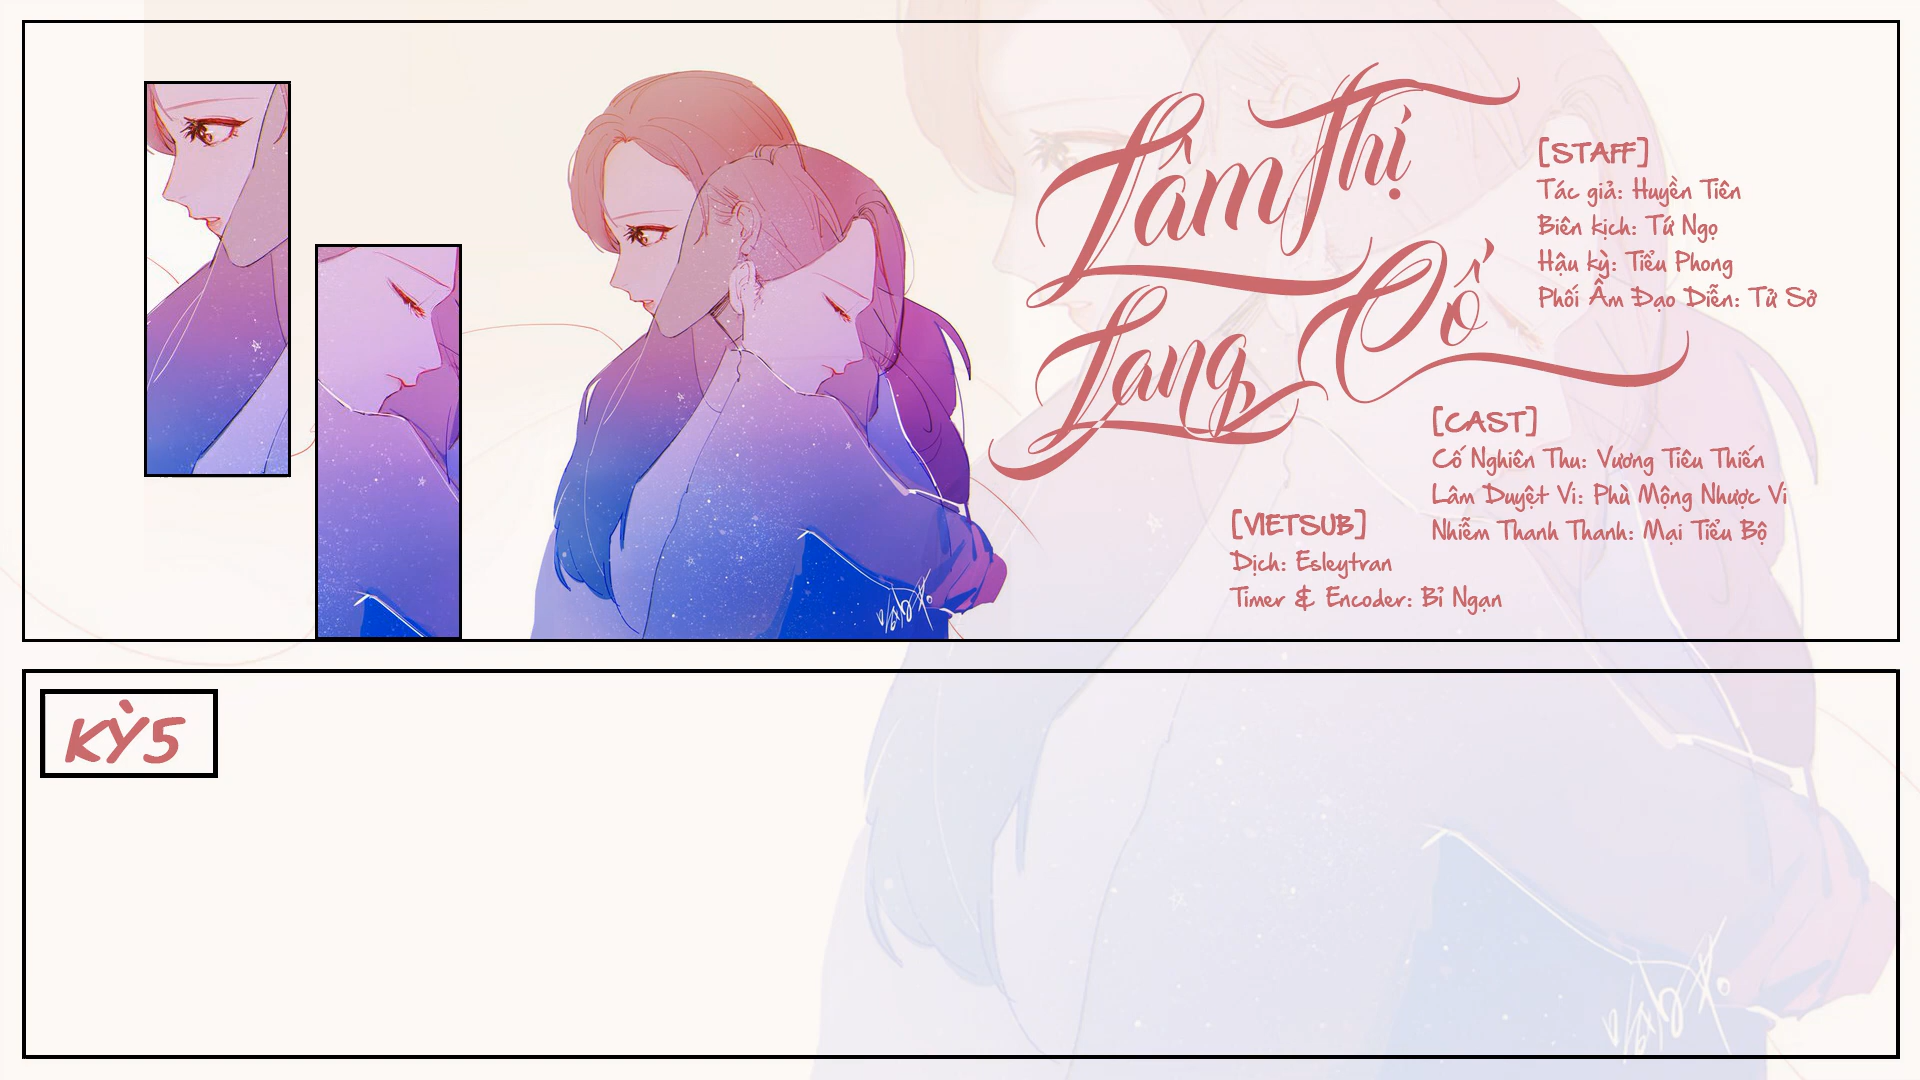 Lâm Thị
Lang Cố
[STAFF]
Tác giả: Huyền Tiên
Biên kịch: Tứ Ngọ
Hậu kỳ: Tiểu Phong
Phối Âm Đạo Diễn: Tử Sở
[CAST]
Cố Nghiên Thu: Vương Tiêu Thiến
Lâm Duyệt Vi: Phù Mộng Nhược Vi
Nhiễm Thanh Thanh: Mại Tiểu Bộ
[VIETSUB]
Dịch: Esleytran
Timer & Encoder: Bỉ Ngạn
KỲ5